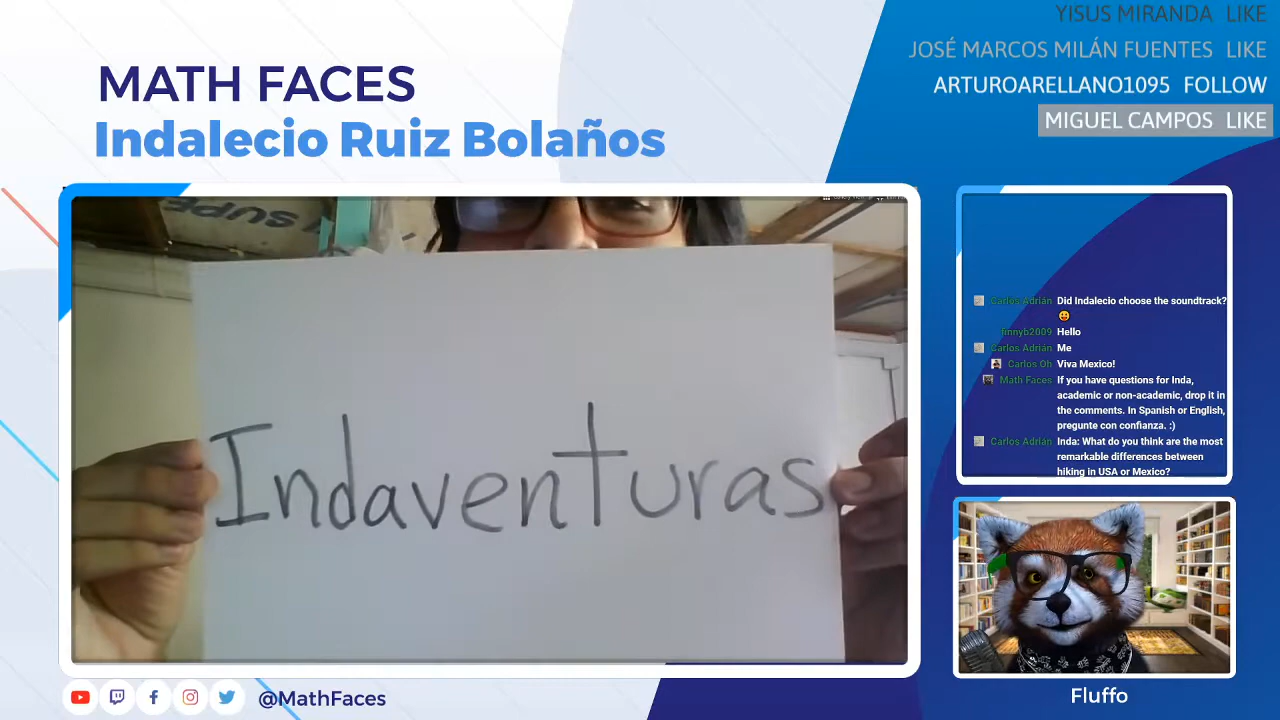 YISUS MIRANDA LIKE
JOSÉ MARCOS MILÁN FUENTES LIKE
ARTUROARELLANO1095 FOLLOW
MIGUEL CAMPOS LIKE
MATH FACES
Indalecio Ruiz Bolaños
Indaventuras
Carlos Adrián Did Indalecio choose the soundtrack?
Hello
Carlos Adrián Me
Carlos Oh Viva Mexico!
Math Faces If you have questions for Inda,
academic or non-academic, drop it in
the comments. In Spanish or English,
pregunte con confianza. :)
Carlos Adrián Inda: What do you think are the most
remarkable differences between
hiking in USA or Mexico?
Fluffo
@MathFaces